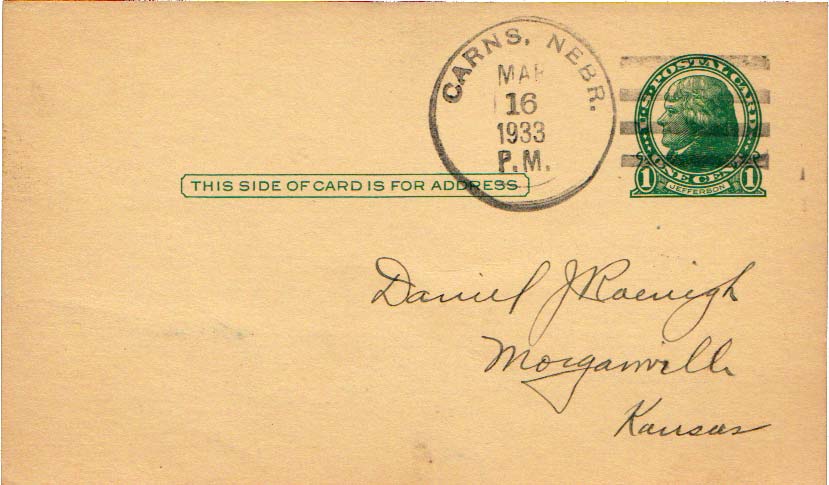 CARNS, NEBR.
MAR
16
1933
P.M.
U.S. POSTAL CARD
ONE CENT
1 JEFFERSON 1
THIS SIDE OF CARD IS FOR ADDRESS
Daniel J Roenigh
Morganville
Kansas